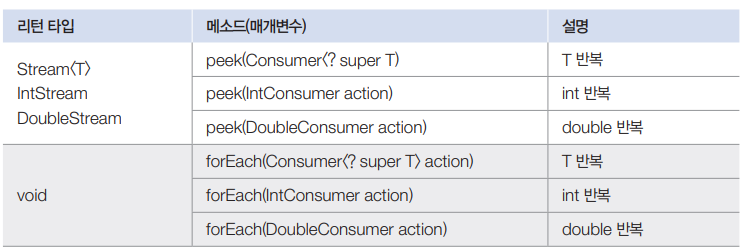 리턴 타입 메소드(매개변수) 설명
Stream<T>
IntStream
DoubleStream
peek(Consumer<? super T) T 반복
peek(IntConsumer action) int 반복
peek(DoubleConsumer action) double 반복
void
forEach(Consumer<? super T> action) T 반복
forEach(IntConsumer action) int 반복
forEach(DoubleConsumer action) double 반복